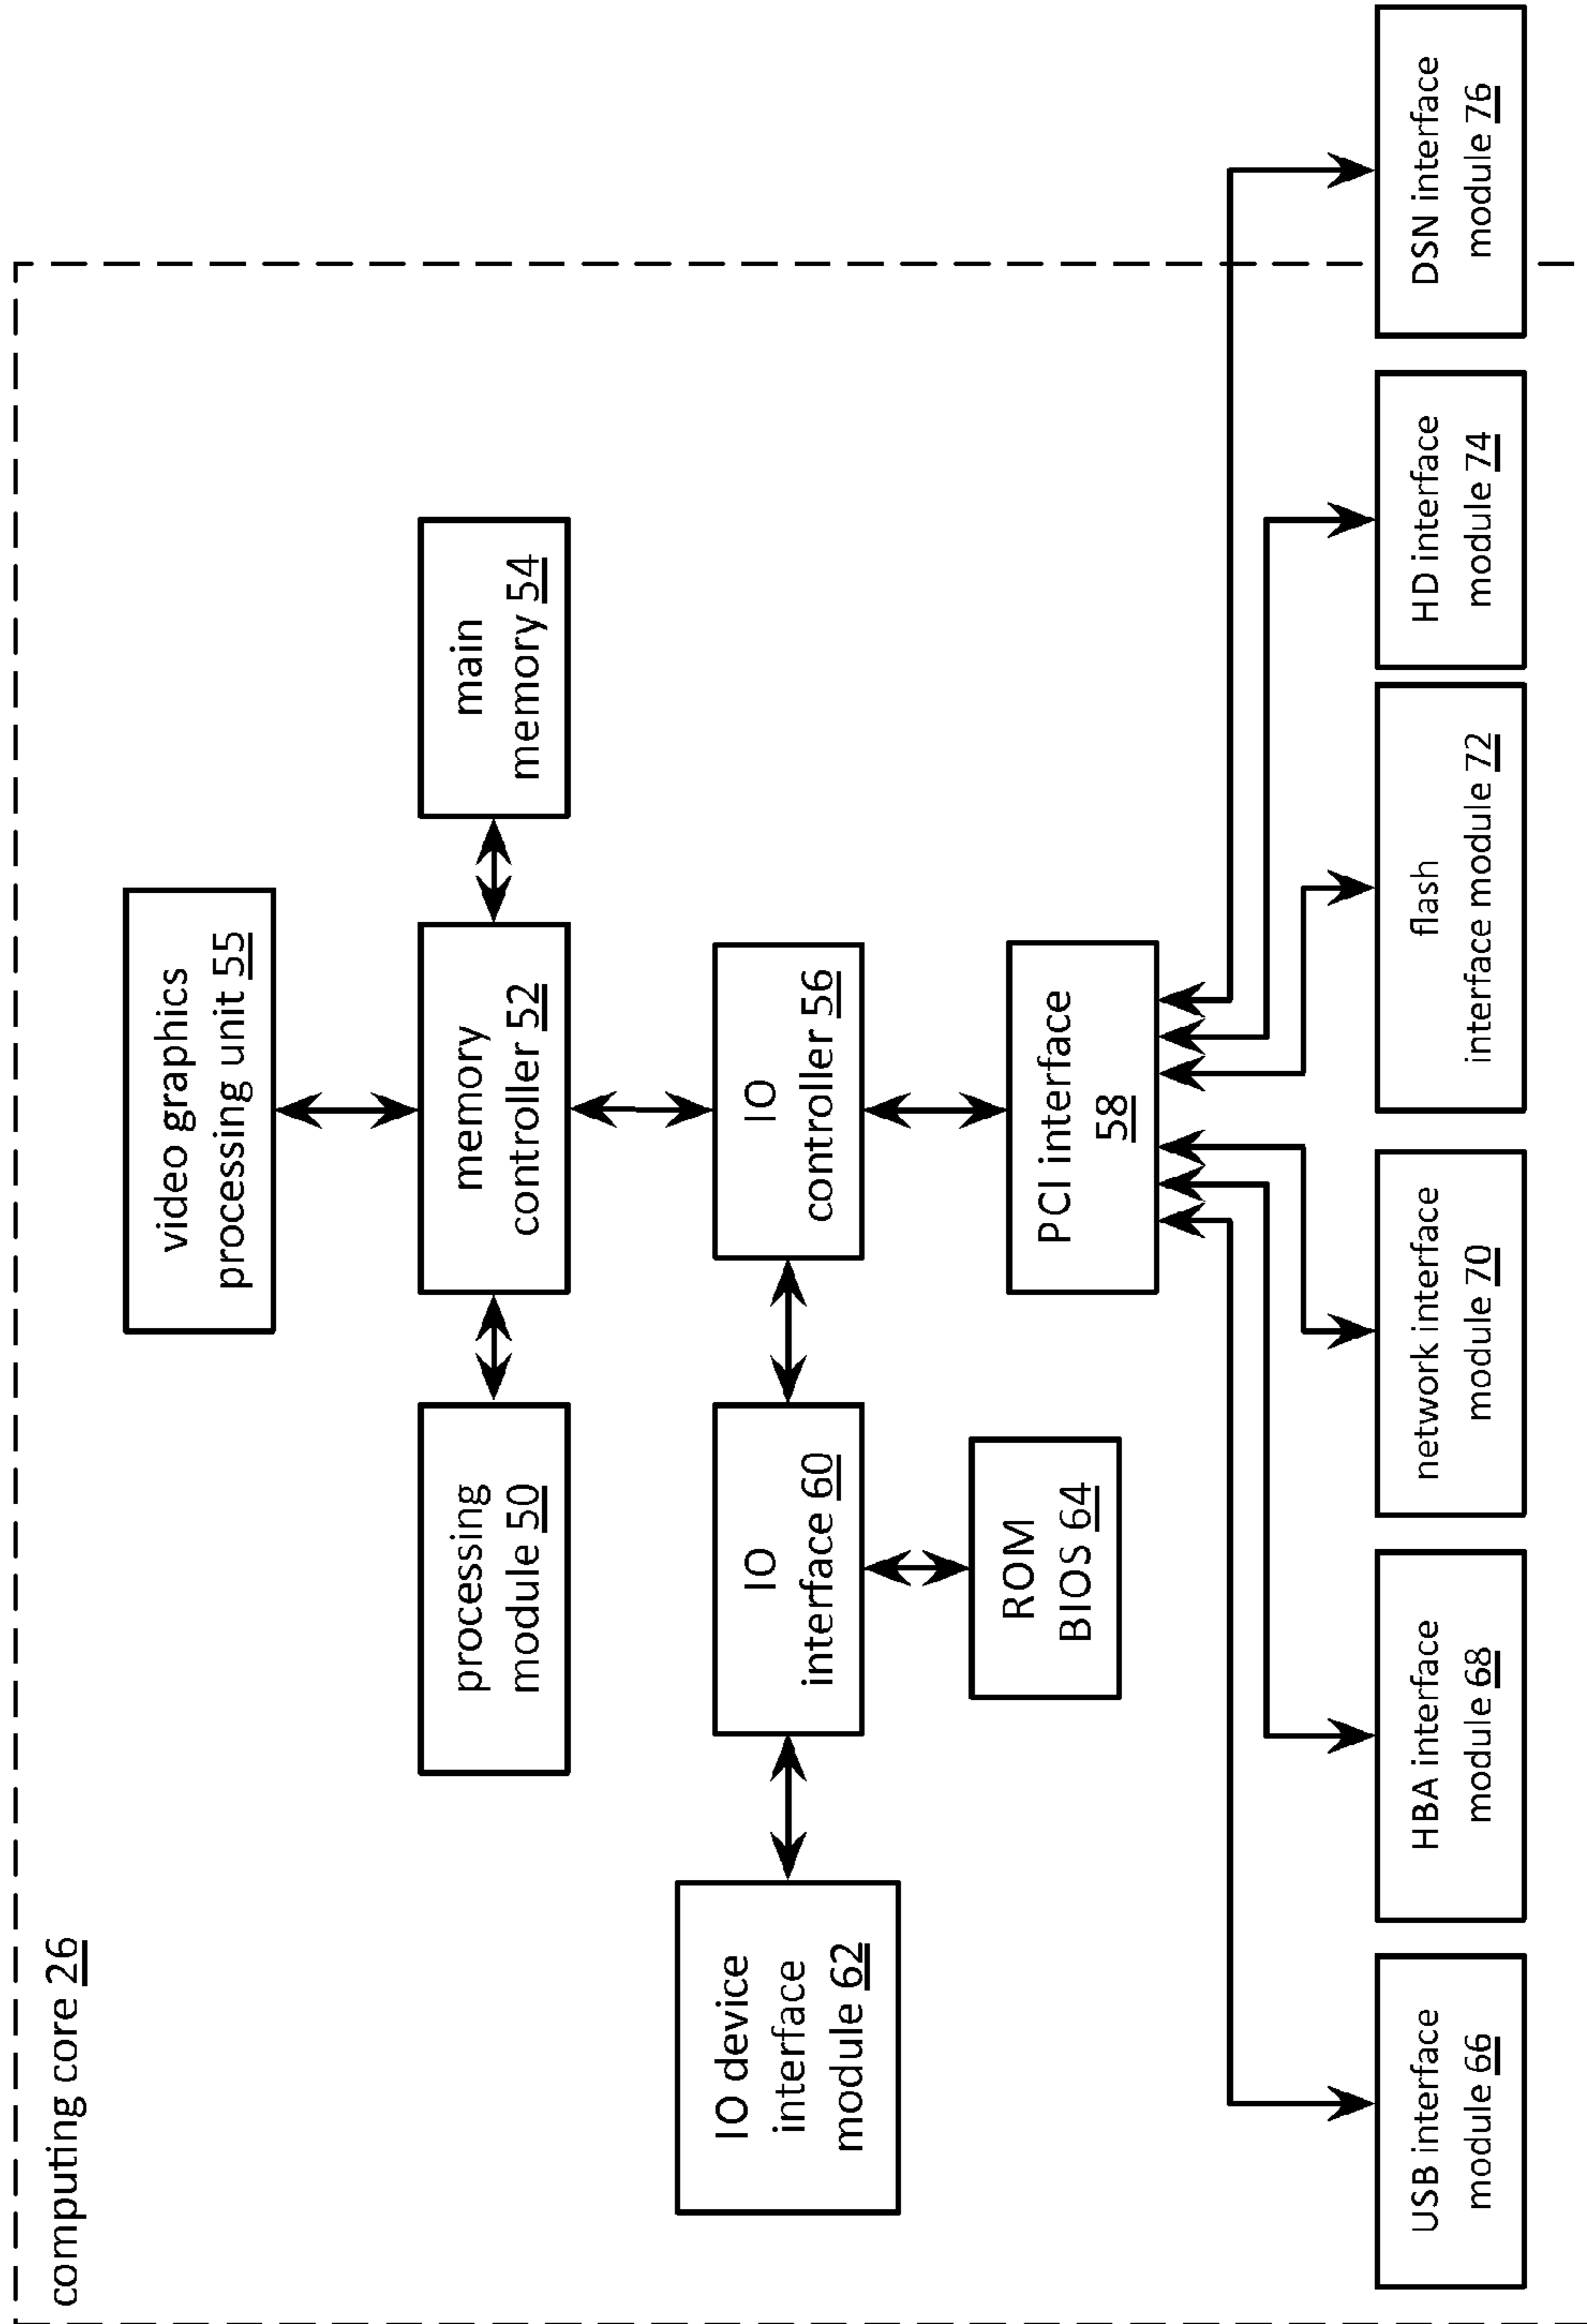 computing core 26
video graphics
processing unit 55
processing
module 50
memory
controller 52
main
memory 54
IO device
interface
module 62
IO
interface 60
IO
controller 56
ROM
BIOS 64
PCI interface
58
USB interface
module 66
HBA interface
module 68
network interface
module 70
flash
interface module 72
HD interface
module 74
DSN interface
module 76